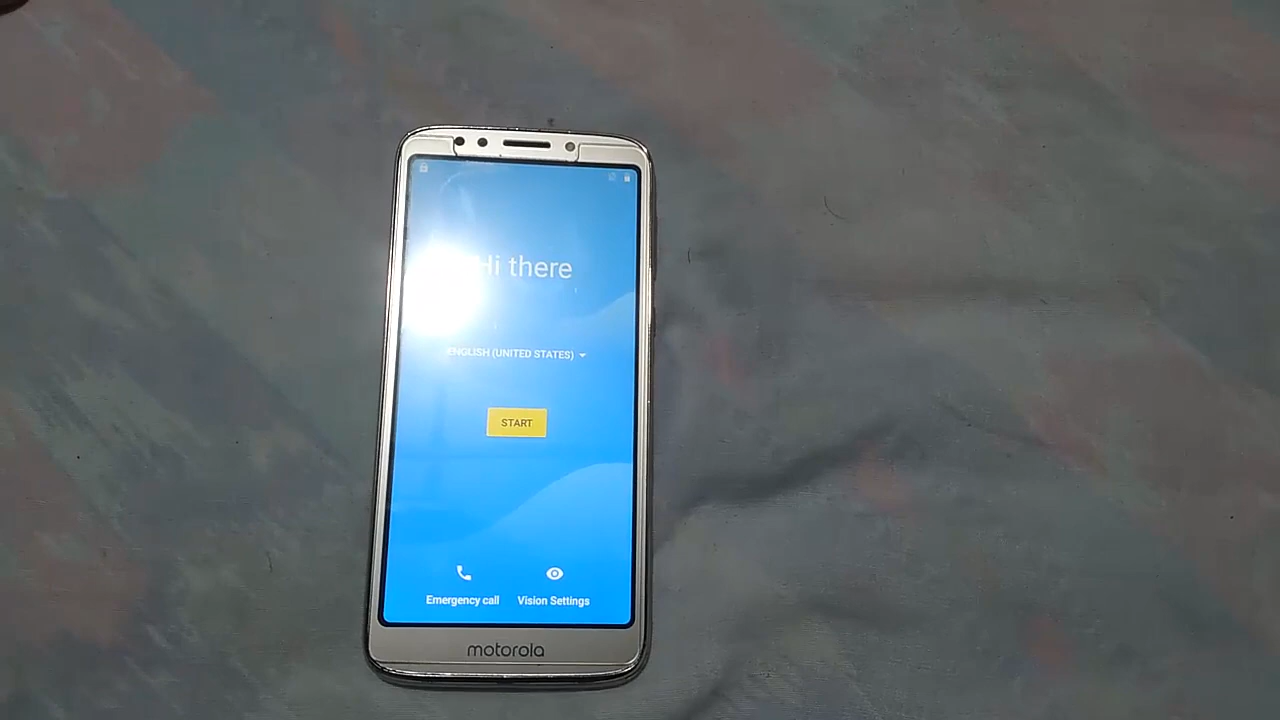 Hi there
ENGLISH (UNITED STATES)
START
Emergency call
Vision Settings
motorola